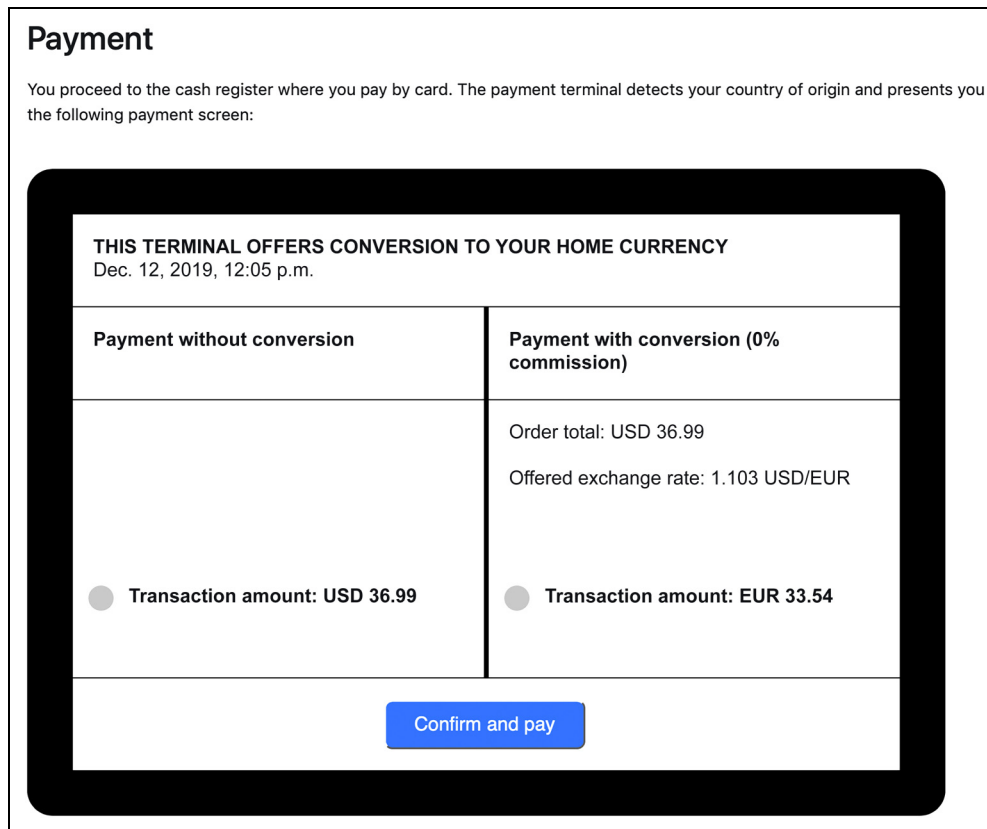 Payment
You proceed to the cash register where you pay by card. The payment terminal detects your country of origin and presents you
the following payment screen:
THIS TERMINAL OFFERS CONVERSION TO YOUR HOME CURRENCY
Dec. 12, 2019, 12:05 p.m.
Payment without conversion
Payment with conversion (0%
commission)
Order total: USD 36.99
Offered exchange rate: 1.103 USD/EUR
Transaction amount: USD 36.99
Transaction amount: EUR 33.54
Confirm and pay